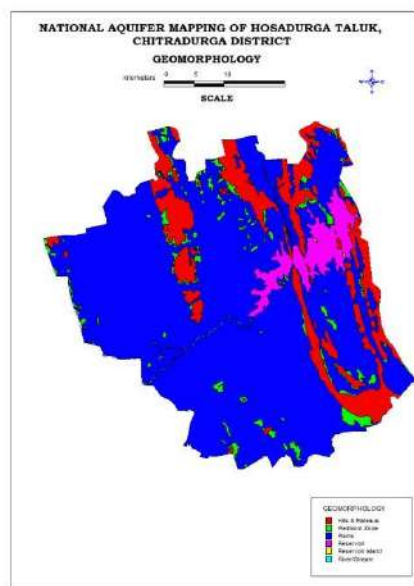 NATIONAL AQUIFER MAPPING OF HOSADURGA TALUK,
CHITRADURGA DISTRICT
GEOMORPHOLOGY
kilometers
0 5 10
SCALE
GEOMORPHOLOGY
Hills & Plateaus
Pediment Zone
Plains
Reservoir
Reservoir Island
River/Stream